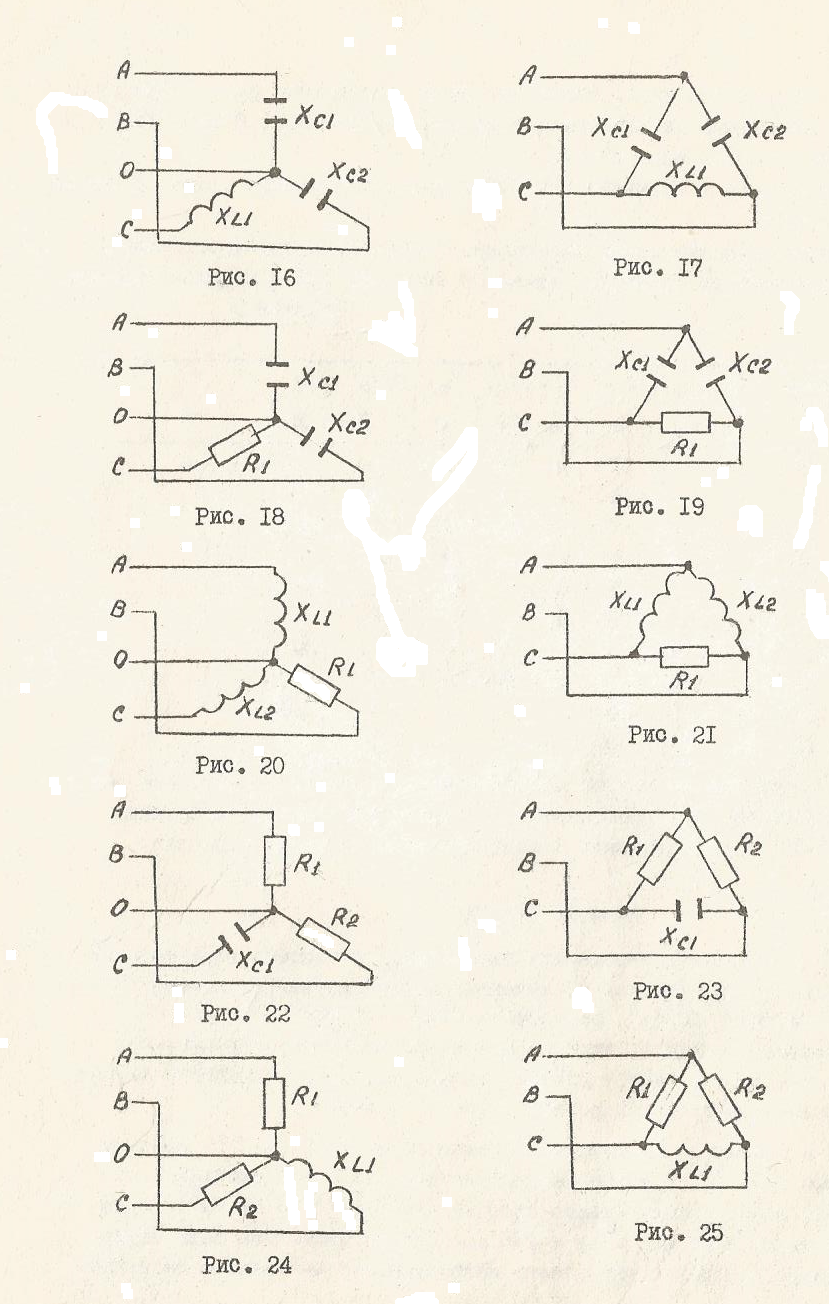 A
B
O
C
XC1
XC2
XL1
Рис. 16
A
B
C
XC1
XC2
XL1
Рис. 17
A
B
O
C
XC1
XC2
R1
Рис. 18
A
B
C
XC1
XC2
R1
Рис. 19
A
B
O
C
XL1
R1
XL2
Рис. 20
A
B
C
XL1
XL2
R1
Рис. 21
A
B
O
C
R1
R2
XC1
Рис. 22
A
B
C
R1
R2
XC1
Рис. 23
A
B
O
C
R1
XL1
R2
Рис. 24
A
B
C
R1
R2
XL1
Рис. 25